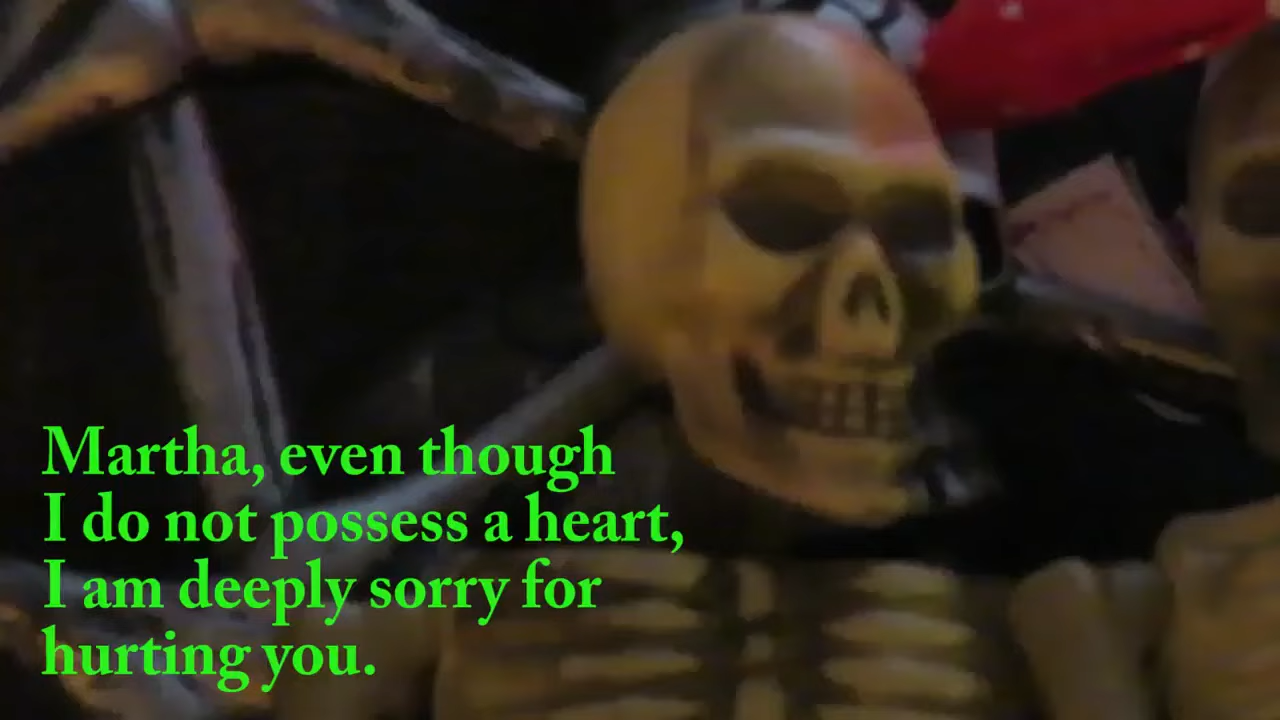 Martha, even though
I do not possess a heart,
I am deeply sorry for
hurting you.